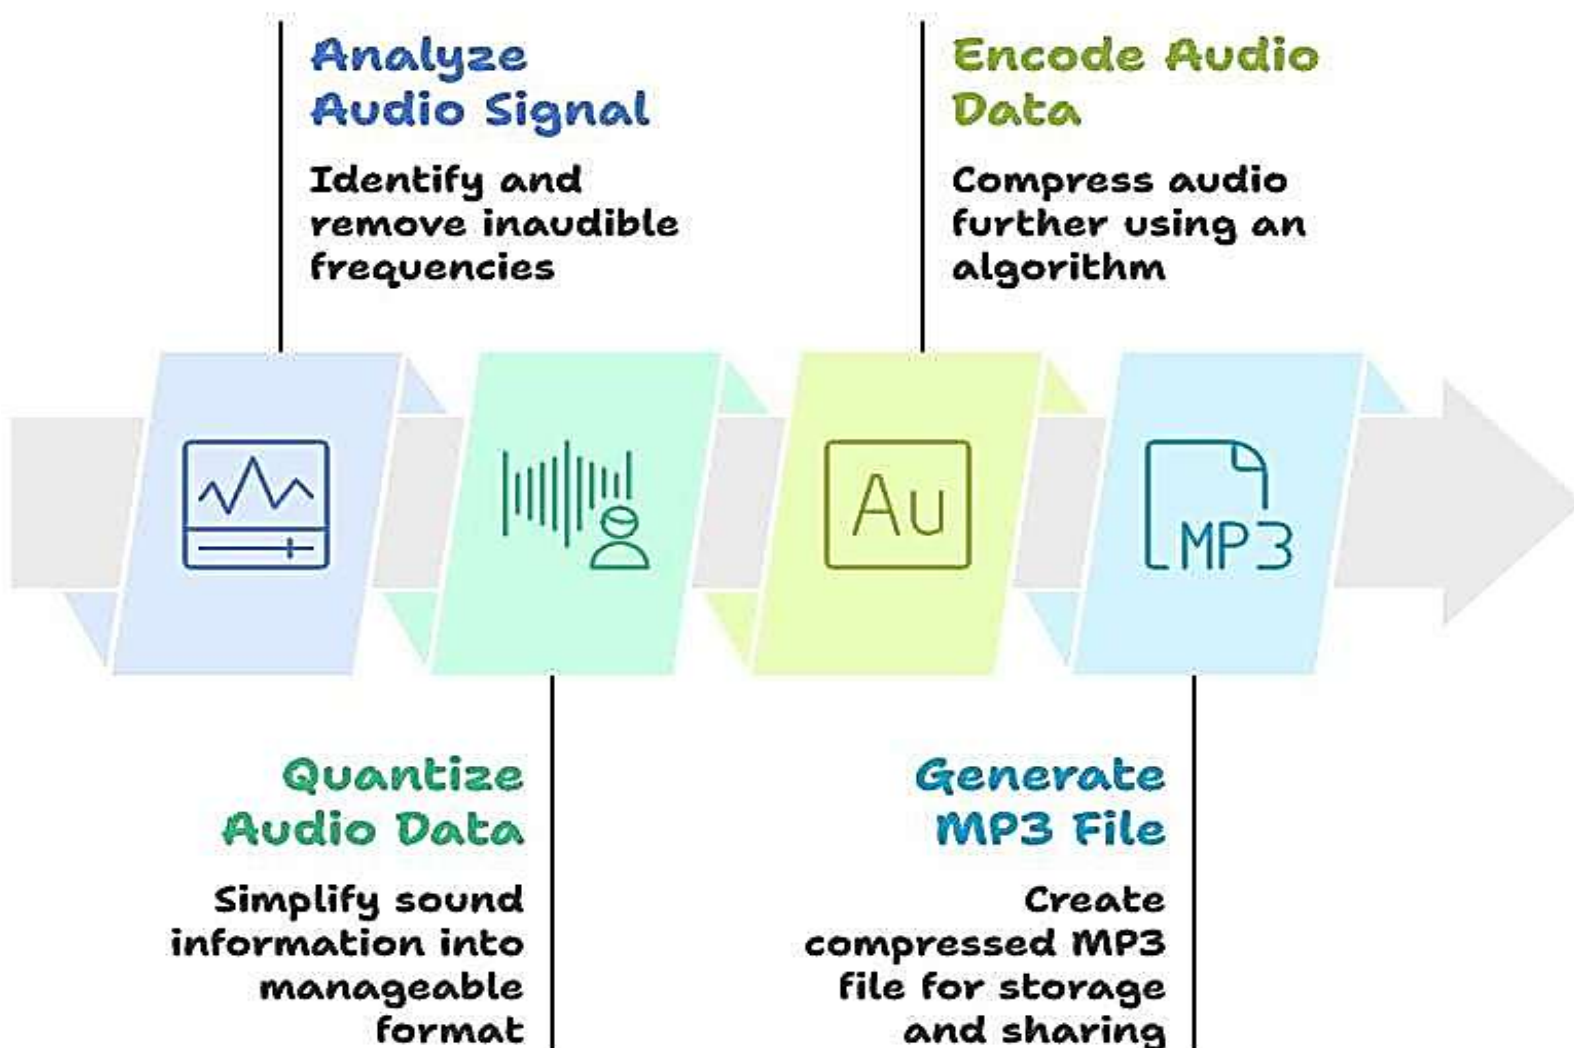 Analyze
Audio Signal
Identify and
remove inaudible
frequencies
Encode Audio
Data
Compress audio
further using an
algorithm
Au
MP3
Quantize
Audio Data
Simplify sound
information into
manageable
format
Generate
MP3 File
Create
compressed MP3
file for storage
and sharing